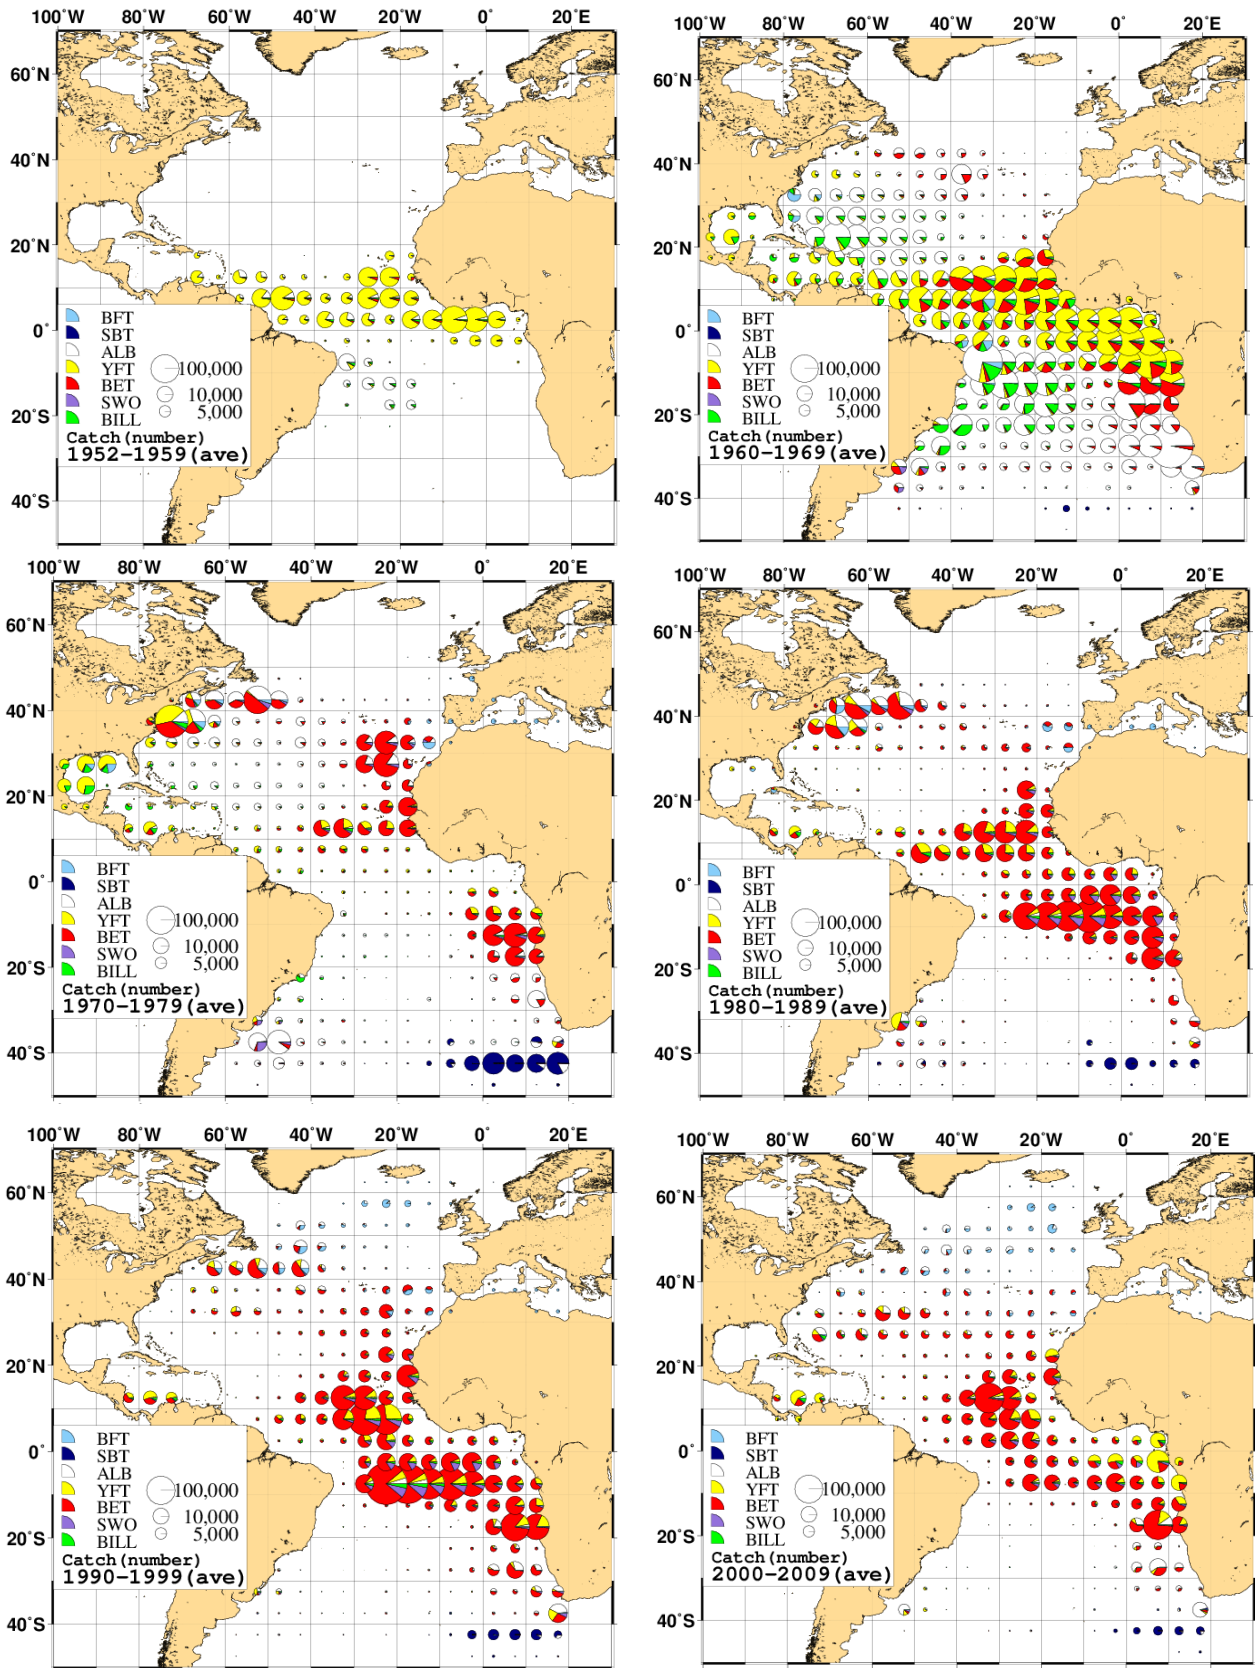 100°W 80°W 60°W 40°W 20°W 0° 20°E
60°N
40°N
20°N
0°
20°S
40°S
BFT
SBT
ALB
YFT
BET
SWO
BILL
100,000
10,000
5,000
Catch(number)
1952-1959(ave)
100°W 80°W 60°W 40°W 20°W 0° 20°E
60°N
40°N
20°N
0°
20°S
40°S
BFT
SBT
ALB
YFT
BET
SWO
BILL
100,000
10,000
5,000
Catch(number)
1960-1969(ave)
100°W 80°W 60°W 40°W 20°W 0° 20°E
60°N
40°N
20°N
0°
20°S
40°S
BFT
SBT
ALB
YFT
BET
SWO
BILL
100,000
10,000
5,000
Catch(number)
1970-1979(ave)
100°W 80°W 60°W 40°W 20°W 0° 20°E
60°N
40°N
20°N
0°
20°S
40°S
BFT
SBT
ALB
YFT
BET
SWO
BILL
100,000
10,000
5,000
Catch(number)
1980-1989(ave)
100°W 80°W 60°W 40°W 20°W 0° 20°E
60°N
40°N
20°N
0°
20°S
40°S
BFT
SBT
ALB
YFT
BET
SWO
BILL
100,000
10,000
5,000
Catch(number)
1990-1999(ave)
100°W 80°W 60°W 40°W 20°W 0° 20°E
60°N
40°N
20°N
0°
20°S
40°S
BFT
SBT
ALB
YFT
BET
SWO
BILL
100,000
10,000
5,000
Catch(number)
2000-2009(ave)